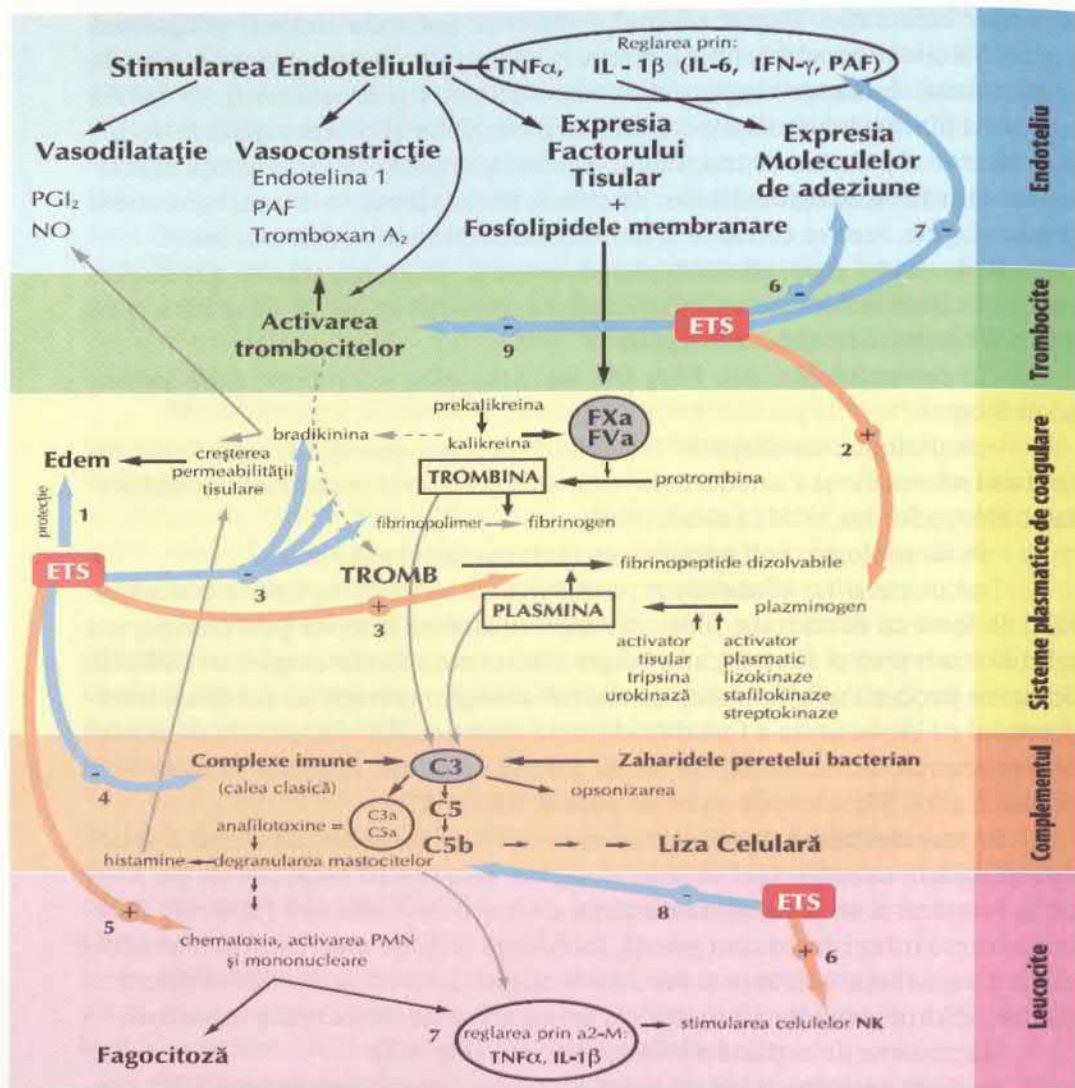 Reglarea prin:
Stimularea Endoteliului
TNFα, IL - 1β (IL-6, IFN-γ, PAF)
Vasodilataţie
Vasoconstricţie
Endotelina 1
PAF
Tromboxan A₂
Expresia
Factorului
Tisular
+
Fosfolipidele membranare
Expresia
Moleculelor
de adeziune
PGI₂
NO
7
-
Endoteliu
6
-
Activarea
trombocitelor
-
9
ETS
Trombocite
prekalikreina
kalikreina
bradikinina
FXa
FVa
+
2
Edem
creşterea
permeabilităţii
tisulare
TROMBINA
protrombina
protecţie
1
fibrinopolimer
fibrinogen
ETS
-
3
TROMB
fibrinopeptide dizolvabile
+
3
PLASMINA
plazminogen
activator
tisular
tripsina
urokinază
activator
plasmatic
lizokinaze
stafilokinaze
streptokinaze
Sisteme plasmatice de coagulare
-
4
Complexe imune
(calea clasică)
C3
Zaharidele peretelui bacterian
opsonizarea
anafilotoxine =
C3a
C5a
C5
C5b
Liza Celulară
histamine
degranularea mastocitelor
Complementul
+
5
-
8
ETS
+
6
chematoxia, activarea PMN
şi mononucleare
7
reglarea prin a2-M:
TNFα, IL-1β
stimularea celulelor NK
Fagocitoză
Leucocite